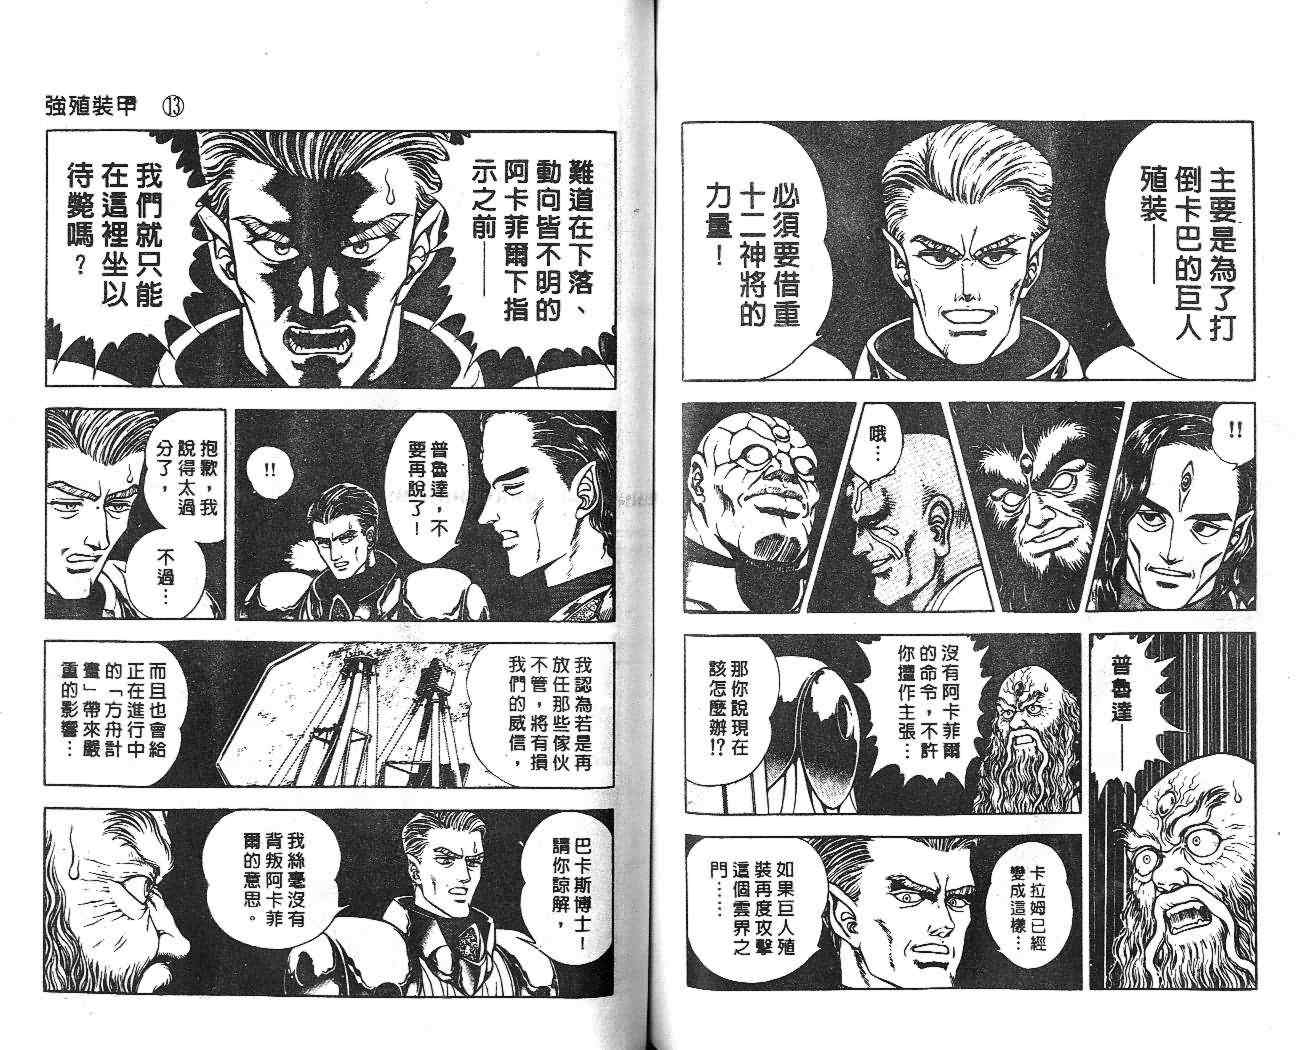 主要是為了打
倒卡巴的巨人
殖裝——
必須要借重
十二神將的
力量！
!!
哦…
普魯達——
沒有阿卡菲爾
的命令，不許
你擅作主張…
那你說現在
該怎麼辦!?
卡拉姆已經
變成這樣…
如果巨人殖
裝再度攻擊
這個雲界之
門……
強殖裝甲 ⑬
難道在下落、
動向皆不明的
阿卡菲爾下指
示之前——
我們就只能
在這裡坐以
待斃嗎？
普魯達，不
要再說了！
!!
抱歉，我
說得太過
分了，
不過…
我認為若是再
放任那些傢伙
不管，將有損
我們的威信，
而且也會給
正在進行中
的「方舟計
畫」帶來嚴
重的影響…
巴卡斯博士！
請你諒解，
我絲毫沒有
背叛阿卡菲
爾的意思。